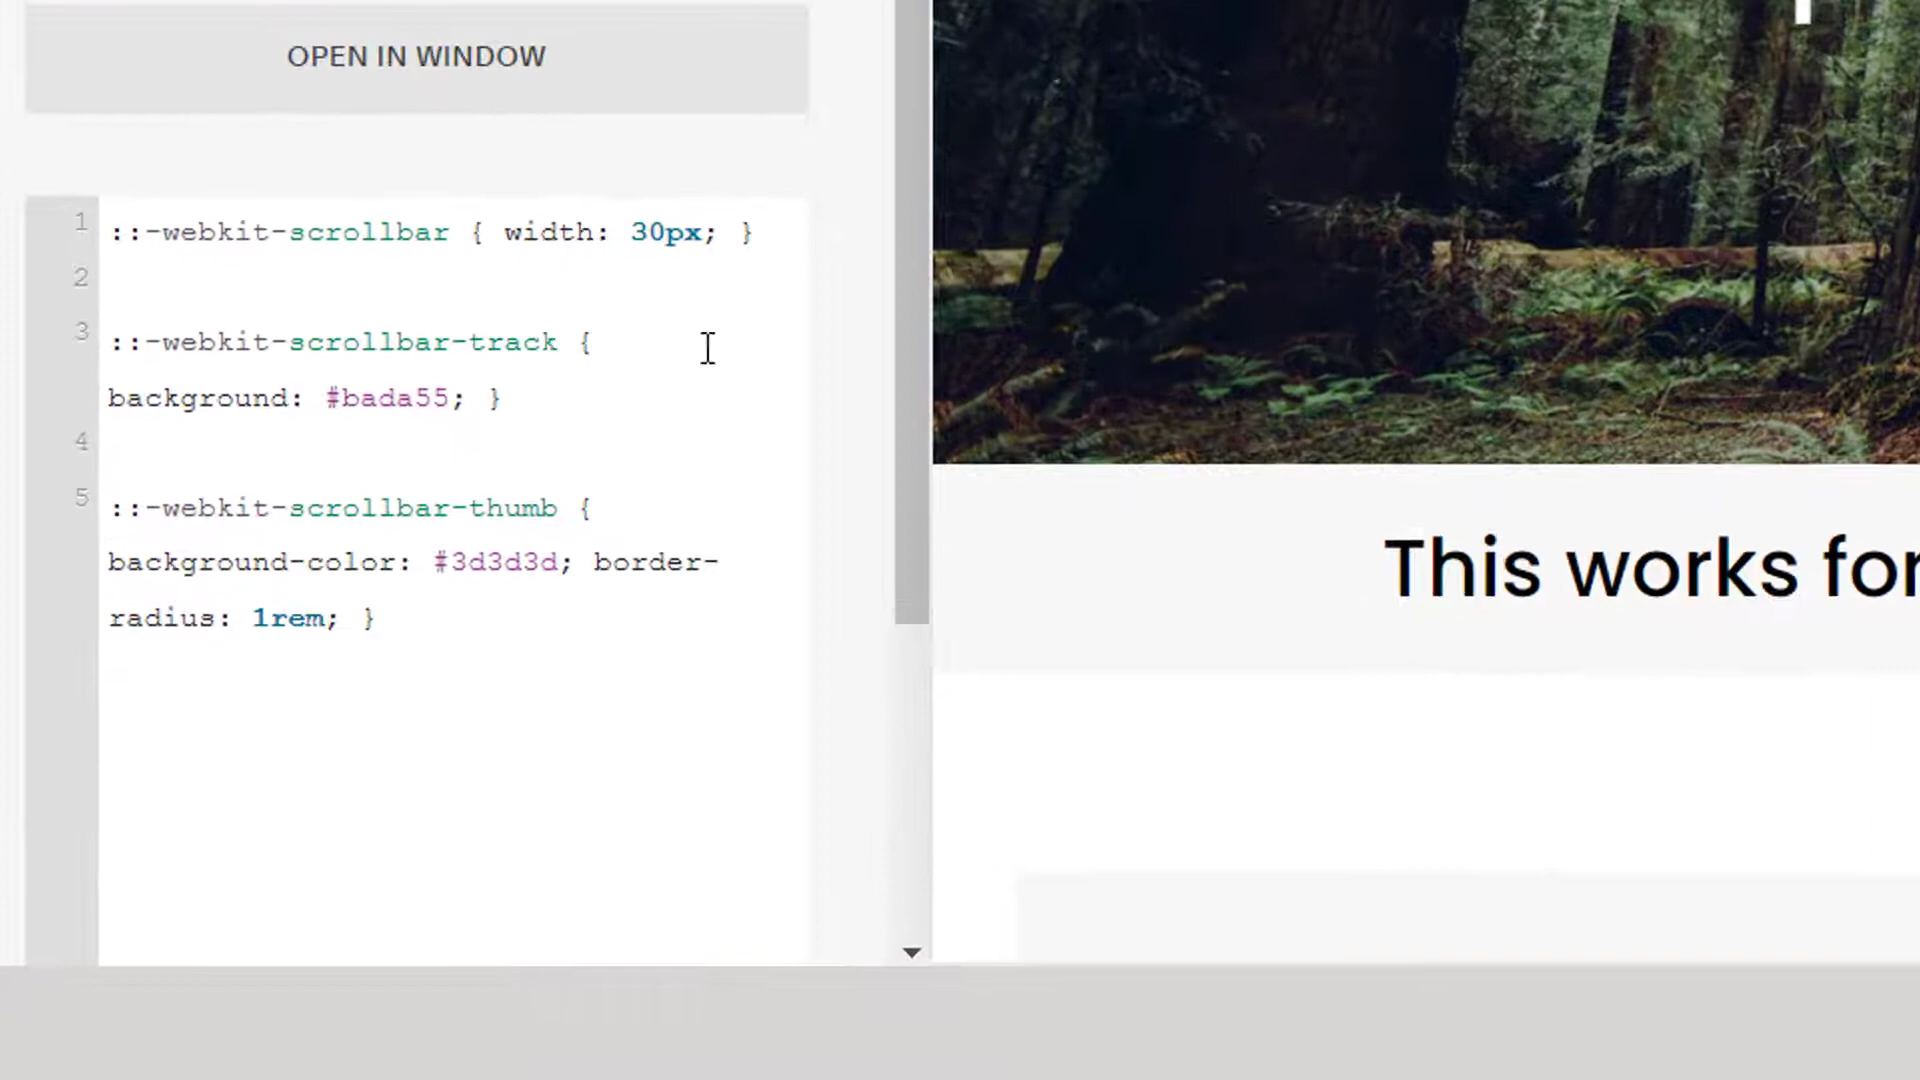 OPEN IN WINDOW
1 ::-webkit-scrollbar { width: 30px; }
2
3 ::-webkit-scrollbar-track {
background: #bada55; }
4
5 ::-webkit-scrollbar-thumb {
background-color: #3d3d3d; border-
radius: 1rem; }
This works for